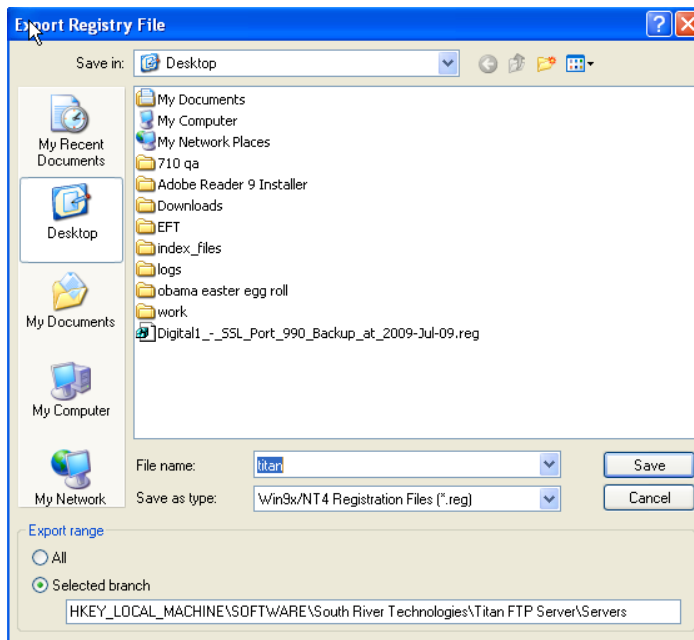 Export Registry File
Save in:
Desktop
My Recent
Documents
Desktop
My Documents
My Computer
My Network
My Documents
My Computer
My Network Places
710 qa
Adobe Reader 9 Installer
Downloads
EFT
index_files
logs
obama easter egg roll
work
Digital1_-_SSL_Port_990_Backup_at_2009-Jul-09.reg
File name:
titan
Save
Save as type:
Win9x/NT4 Registration Files (*.reg)
Cancel
Export range
All
Selected branch
HKEY_LOCAL_MACHINE\SOFTWARE\South River Technologies\Titan FTP Server\Servers